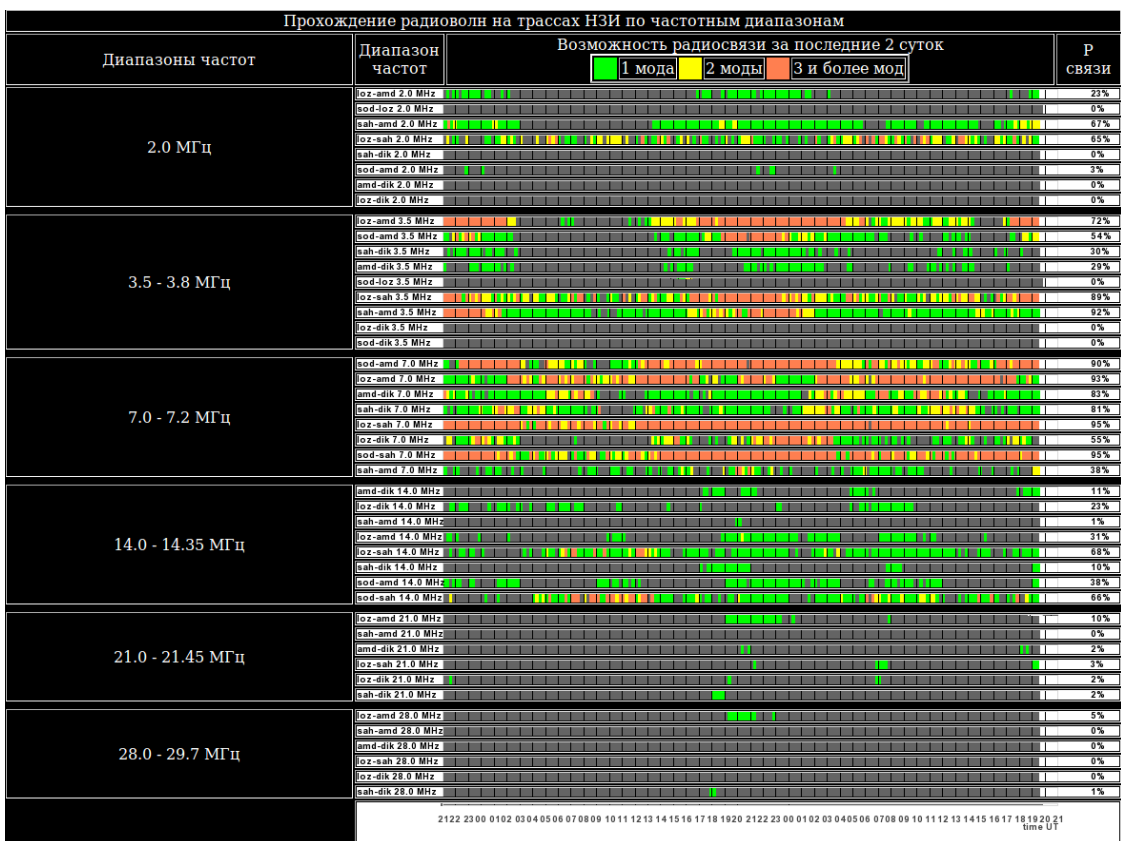 Прохождение радиоволн на трассах НЗИ по частотным диапазонам
Диапазоны частот
Диапазон
частот
Возможность радиосвязи за последние 2 суток
1 мода 2 моды 3 и более мод
P
связи
2.0 МГц
loz-amd 2.0 MHz 23%
sod-loz 2.0 MHz 0%
sah-amd 2.0 MHz 67%
loz-sah 2.0 MHz 65%
sah-dik 2.0 MHz 0%
sod-amd 2.0 MHz 3%
amd-dik 2.0 MHz 0%
loz-dik 2.0 MHz 0%
3.5 - 3.8 МГц
loz-amd 3.5 MHz 72%
sod-amd 3.5 MHz 54%
sah-dik 3.5 MHz 30%
amd-dik 3.5 MHz 29%
sod-loz 3.5 MHz 0%
loz-sah 3.5 MHz 89%
sah-amd 3.5 MHz 92%
loz-dik 3.5 MHz 0%
sod-dik 3.5 MHz 0%
7.0 - 7.2 МГц
sod-amd 7.0 MHz 90%
loz-amd 7.0 MHz 93%
amd-dik 7.0 MHz 83%
sah-dik 7.0 MHz 81%
loz-sah 7.0 MHz 95%
loz-dik 7.0 MHz 55%
sod-sah 7.0 MHz 95%
sah-amd 7.0 MHz 38%
14.0 - 14.35 МГц
amd-dik 14.0 MHz 11%
loz-dik 14.0 MHz 23%
sah-amd 14.0 MHz 1%
loz-amd 14.0 MHz 31%
loz-sah 14.0 MHz 68%
sah-dik 14.0 MHz 10%
sod-amd 14.0 MHz 38%
sod-sah 14.0 MHz 66%
21.0 - 21.45 МГц
loz-amd 21.0 MHz 10%
sah-amd 21.0 MHz 0%
amd-dik 21.0 MHz 2%
loz-sah 21.0 MHz 3%
loz-dik 21.0 MHz 2%
sah-dik 21.0 MHz 2%
28.0 - 29.7 МГц
loz-amd 28.0 MHz 5%
sah-amd 28.0 MHz 0%
amd-dik 28.0 MHz 0%
loz-sah 28.0 MHz 0%
loz-dik 28.0 MHz 0%
sah-dik 28.0 MHz 1%
21 22 23 00 01 02 03 04 05 06 07 08 09 10 11 12 13 14 15 16 17 18 19 20 21 22 23 00 01 02 03 04 05 06 07 08 09 10 11 12 13 14 15 16 17 18 19 20 21
time UT